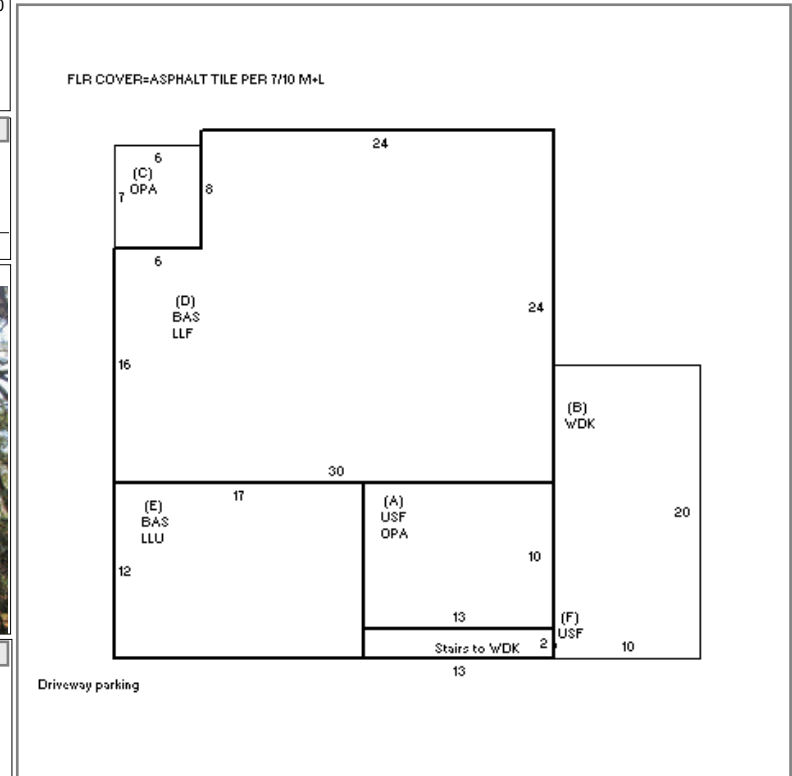 FLR COVER=ASPHALT TILE PER 7/10 M+L
24
6
(C)
OPA
7
8
6
(D)
BAS
LLF
24
16
(B)
WDK
30
17
(E)
BAS
LLU
(A)
USF
OPA
20
10
12
13
(F)
USF
Stairs to WDK
2
10
13
Driveway parking